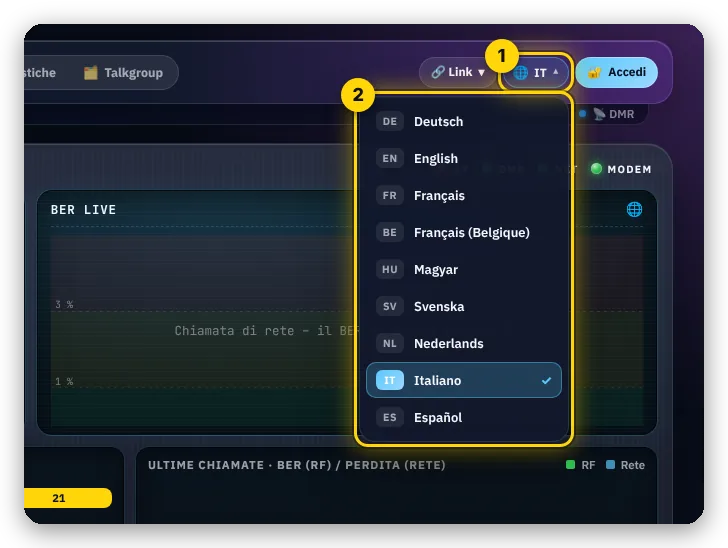 1
stiche
Talkgroup
Link ▼
IT ▲
Accedi
2
DMR
DE Deutsch
EN English
FR Français
BE Français (Belgique)
HU Magyar
SV Svenska
NL Nederlands
IT Italiano ✓
ES Español
MODEM
BER LIVE
3 %
Chiamata di rete – il BE
1 %
21
ULTIME CHIAMATE · BER (RF) / PERDITA (RETE)
RF
Rete